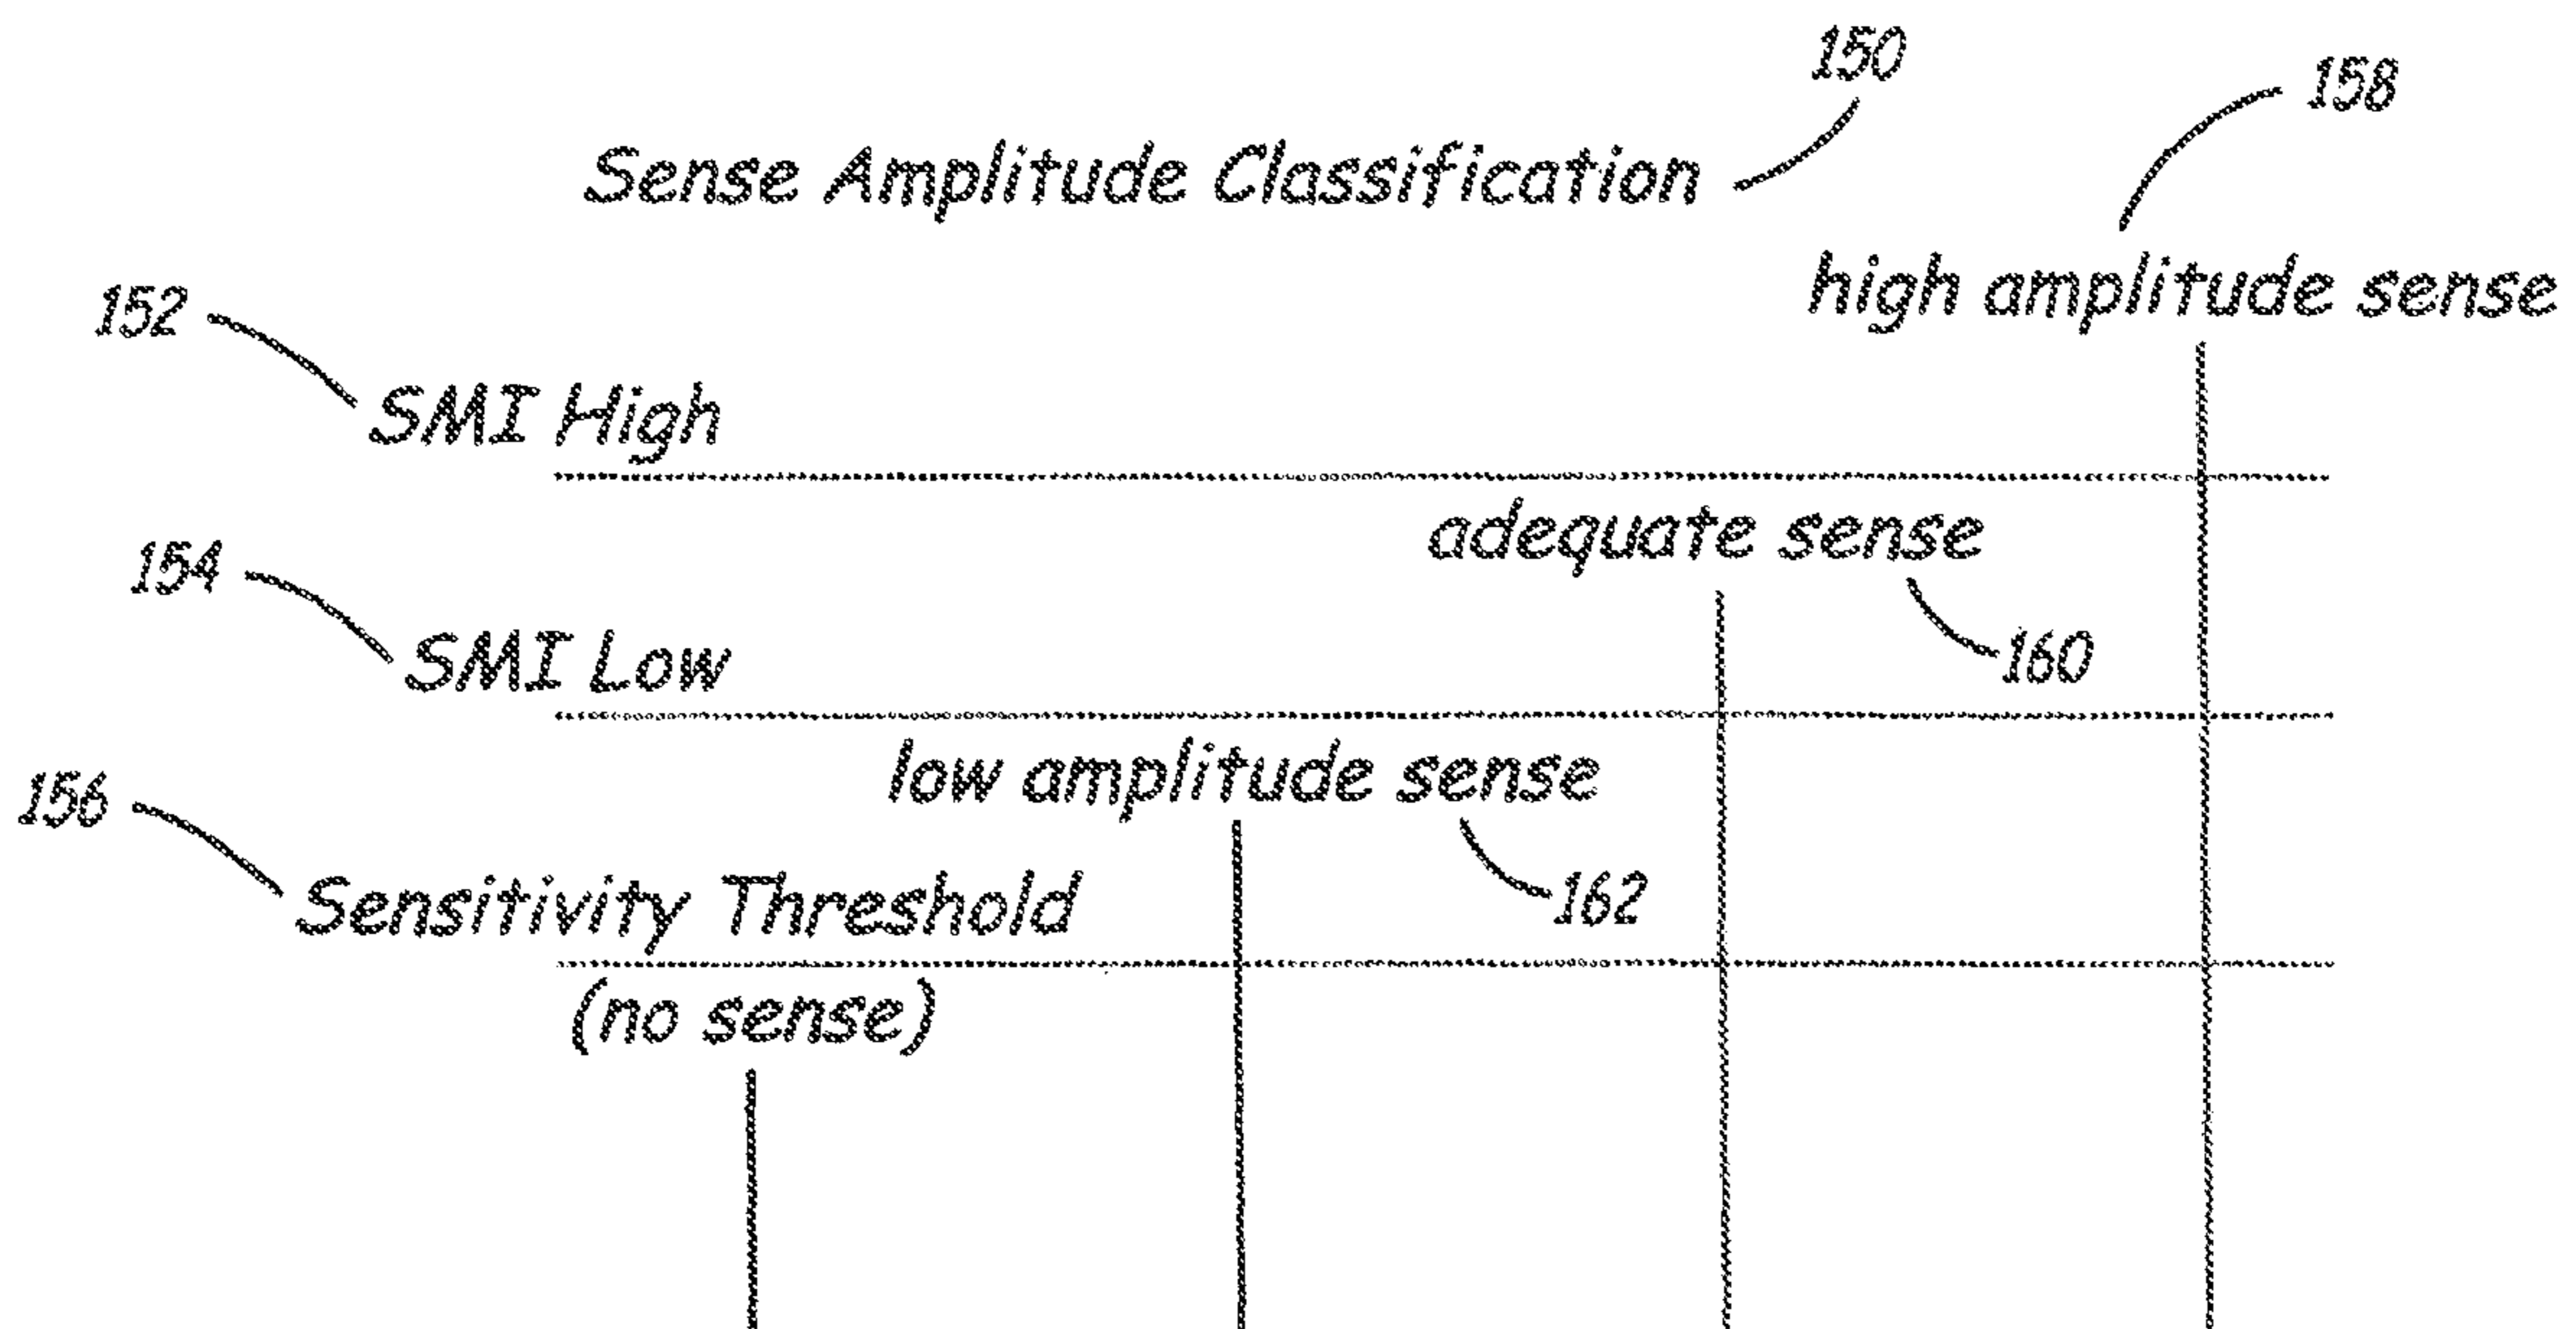 150
158
Sense Amplitude Classification
high amplitude sense
152
SMI High
adequate sense
154
SMI Low
160
low amplitude sense
156
Sensitivity Threshold
162
(no sense)